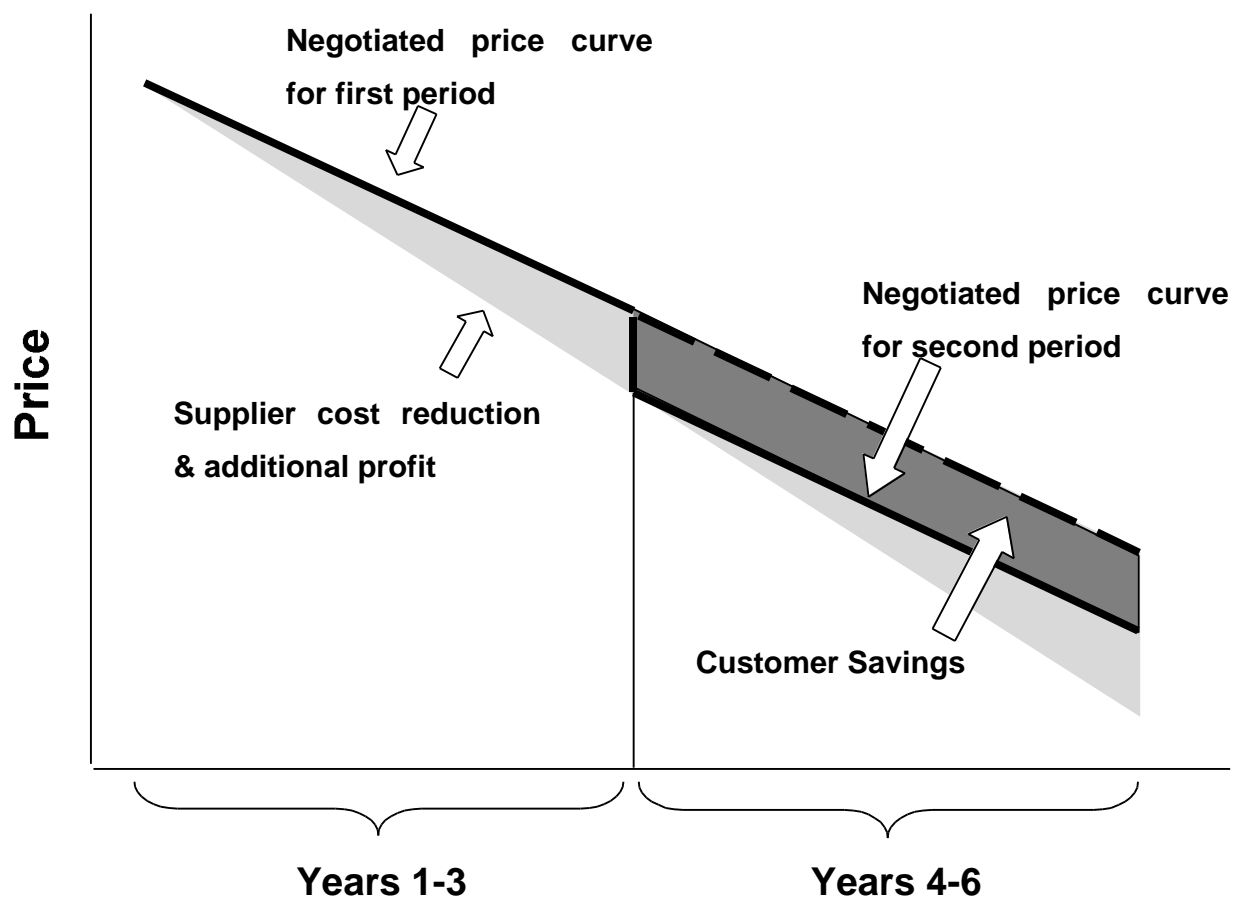 Negotiated price curve
for first period
Negotiated price curve
for second period
Price
Supplier cost reduction
& additional profit
Customer Savings
Years 1-3
Years 4-6